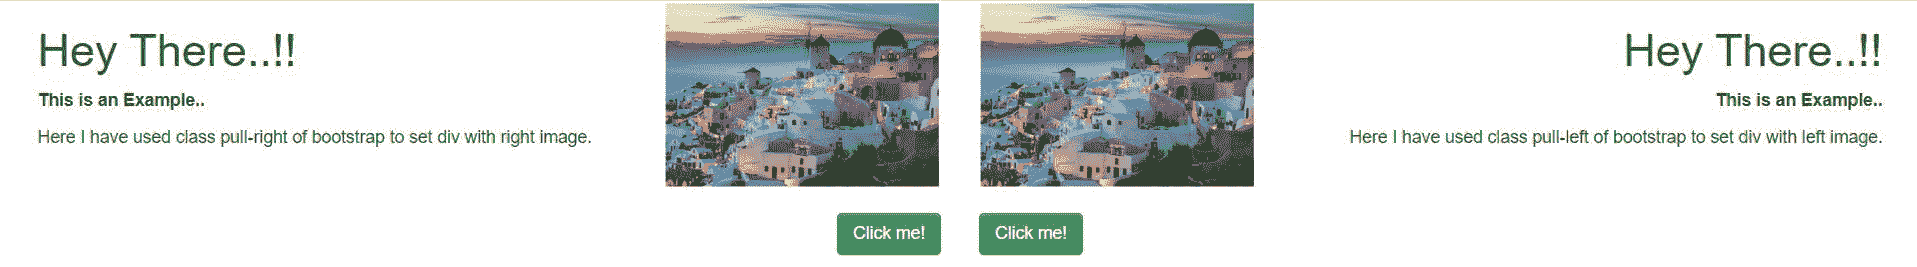 Hey There..!!
This is an Example..
Here I have used class pull-right of bootstrap to set div with right image.
Click me!
Hey There..!!
This is an Example..
Here I have used class pull-left of bootstrap to set div with left image.
Click me!